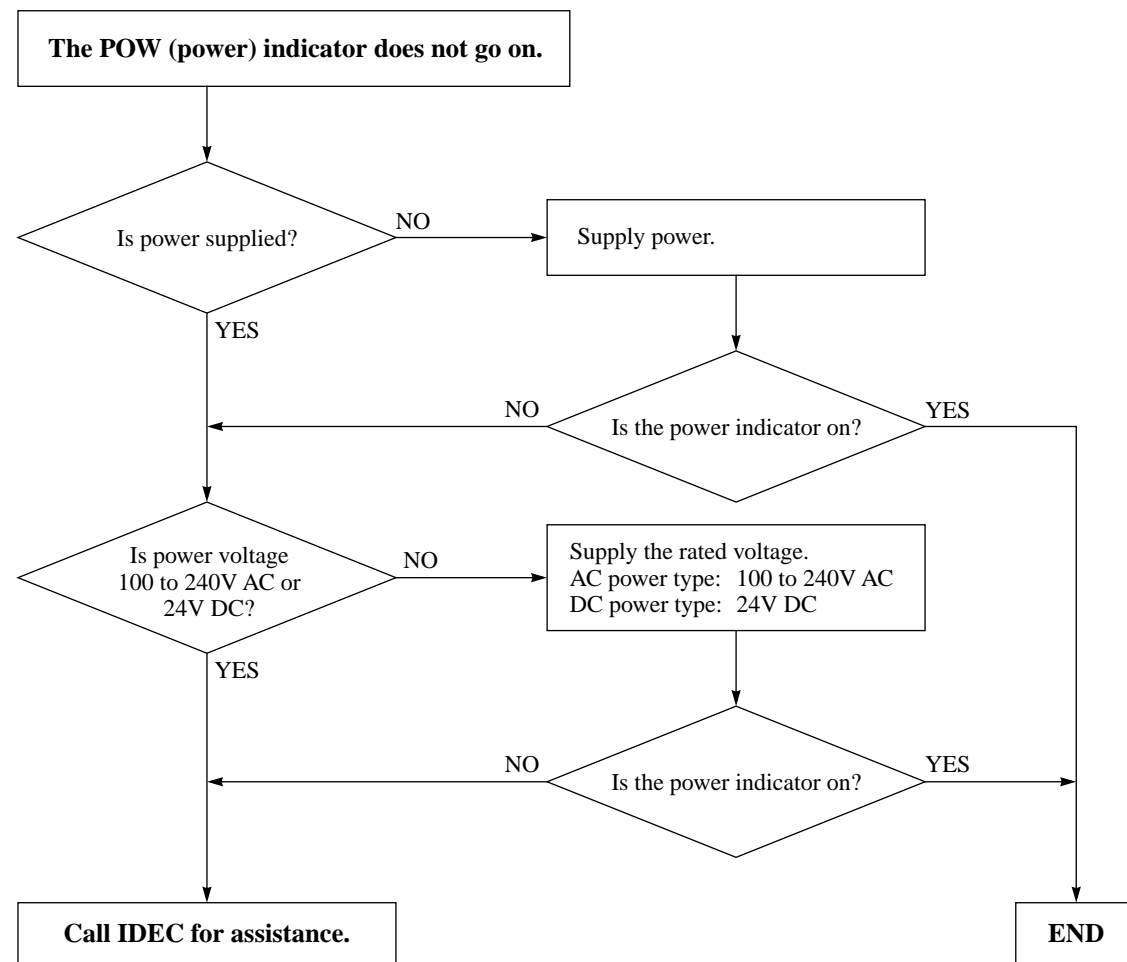 The POW (power) indicator does not go on.
Is power supplied?
NO
Supply power.
YES
NO
Is the power indicator on?
YES
Is power voltage
100 to 240V AC or
24V DC?
NO
Supply the rated voltage.
AC power type: 100 to 240V AC
DC power type: 24V DC
YES
NO
Is the power indicator on?
YES
Call IDEC for assistance.
END